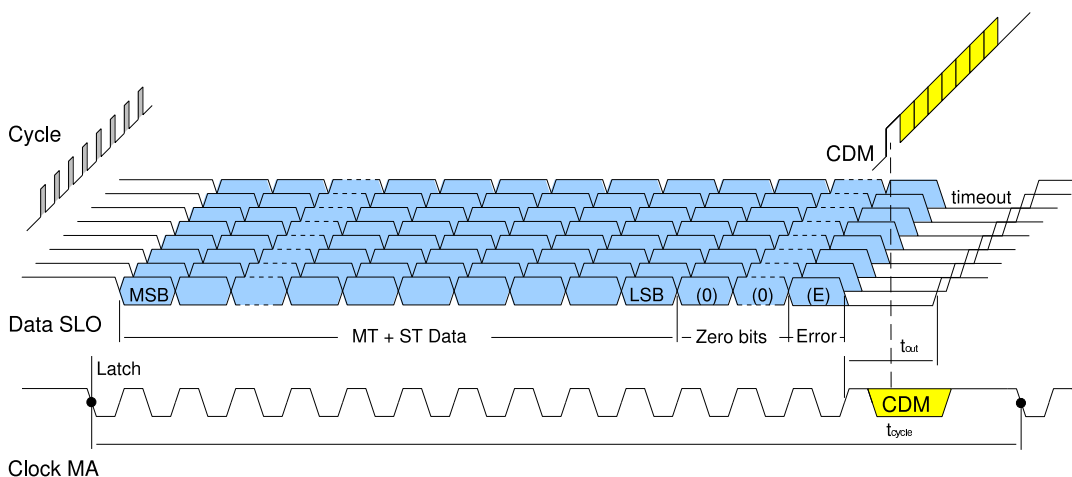 Cycle
CDM
timeout
MSB
LSB
(0)
(0)
(E)
Data SLO
MT + ST Data
Zero bits
Error
tout
Latch
CDM
tcycle
Clock MA